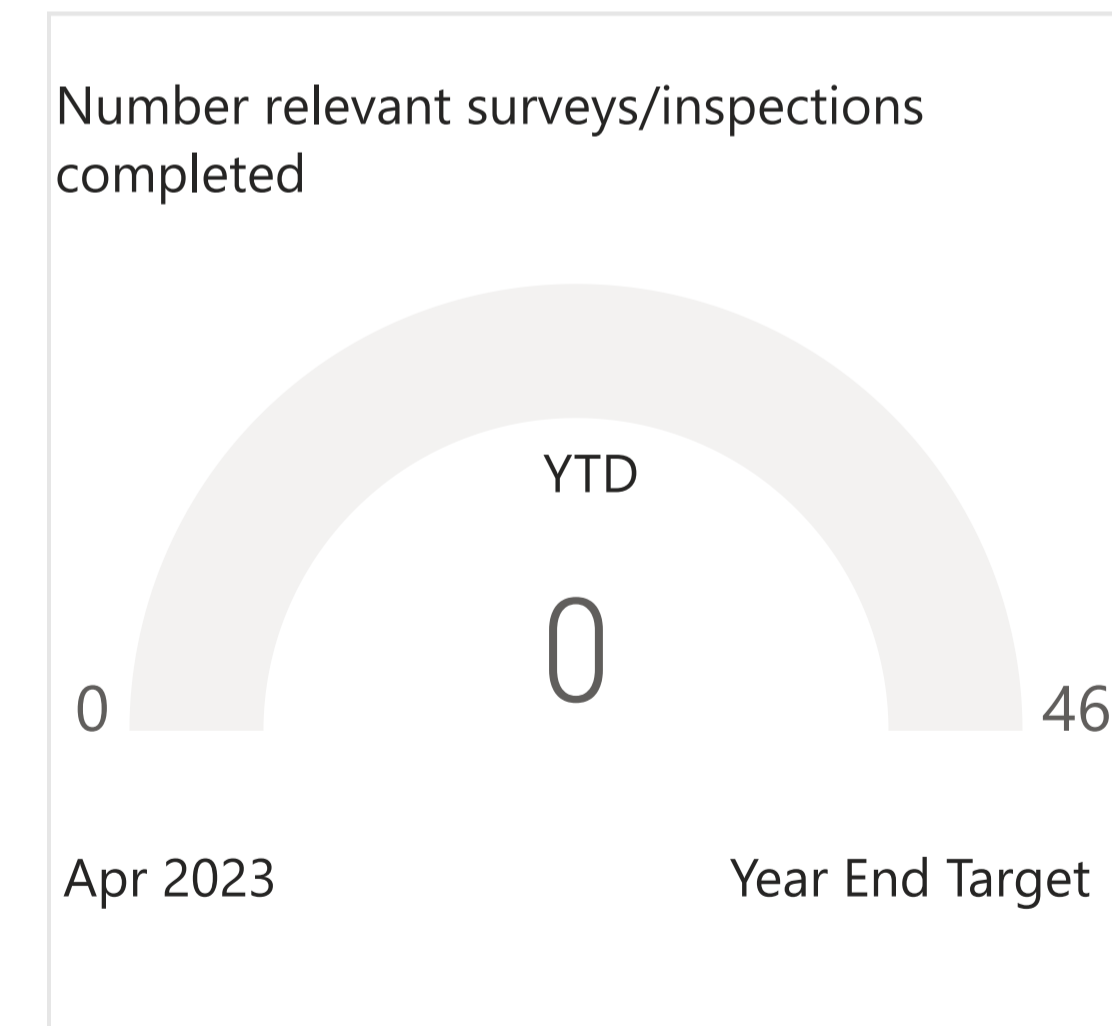 Number relevant surveys/inspections
completed
YTD
0
0
46
Apr 2023
Year End Target